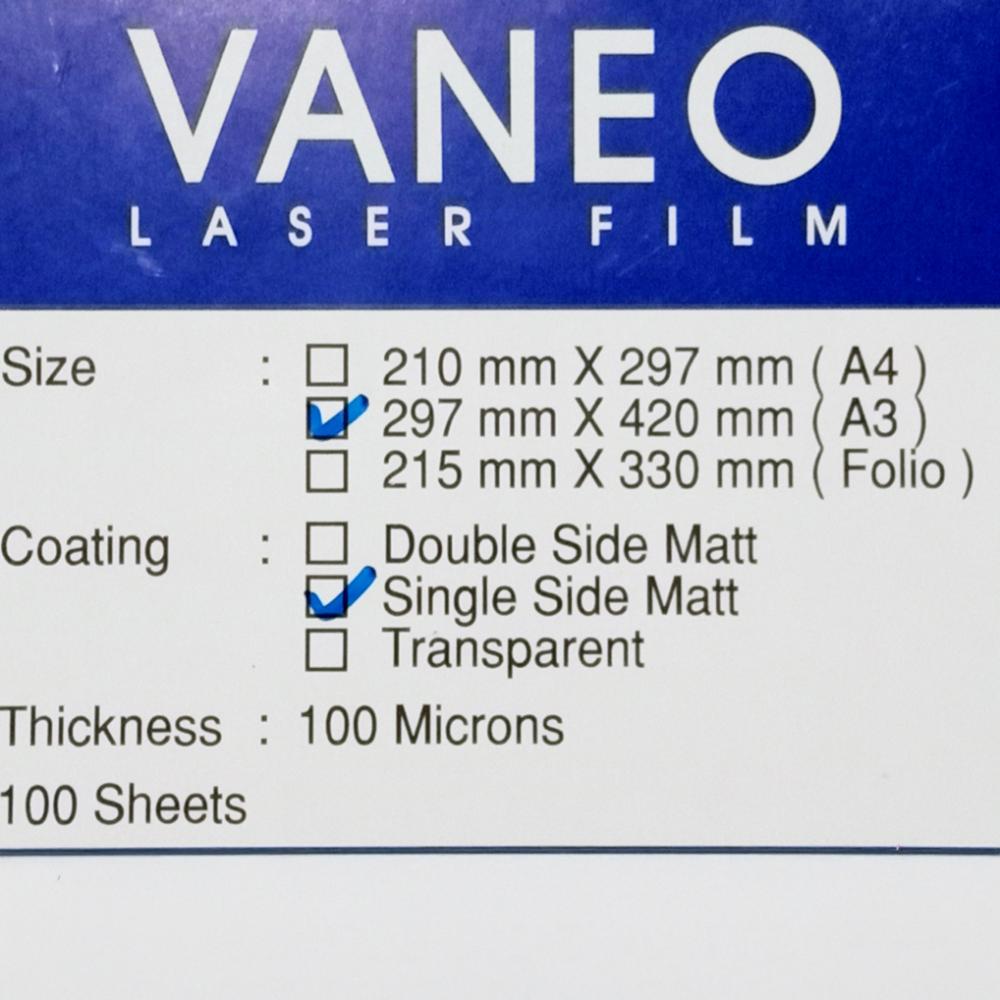 VANEO
LASER FILM
Size : ☐ 210 mm X 297 mm ( A4 )
☑ 297 mm X 420 mm ( A3 )
☐ 215 mm X 330 mm ( Folio )
Coating : ☐ Double Side Matt
☑ Single Side Matt
☐ Transparent
Thickness : 100 Microns
100 Sheets